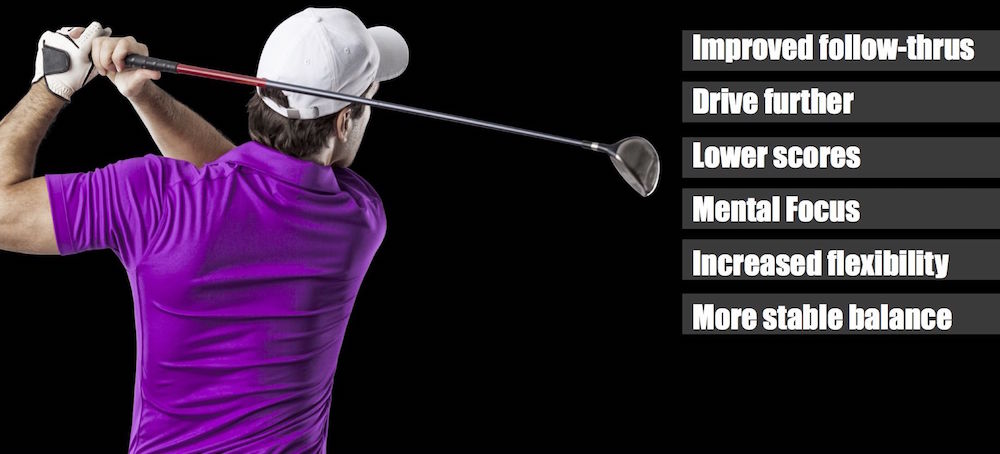 Improved follow-thrus
Drive further
Lower scores
Mental Focus
Increased flexibility
More stable balance